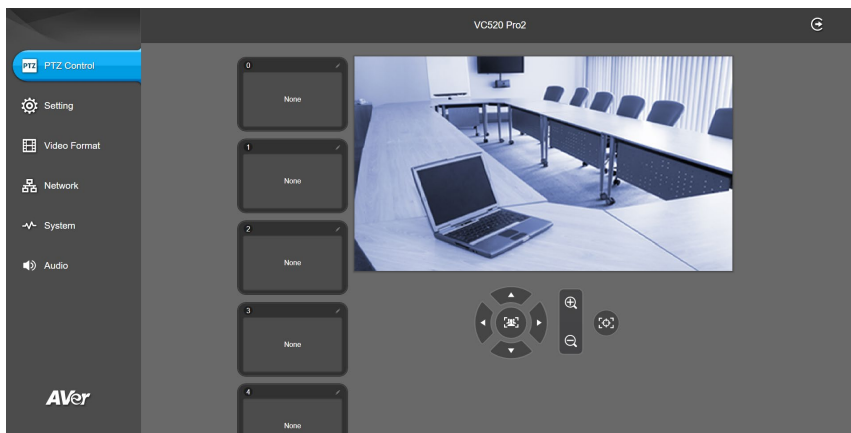 VC520 Pro2
PTZ PTZ Control
Setting
Video Format
Network
System
Audio
AVer
0
None
1
None
2
None
3
None
4
None